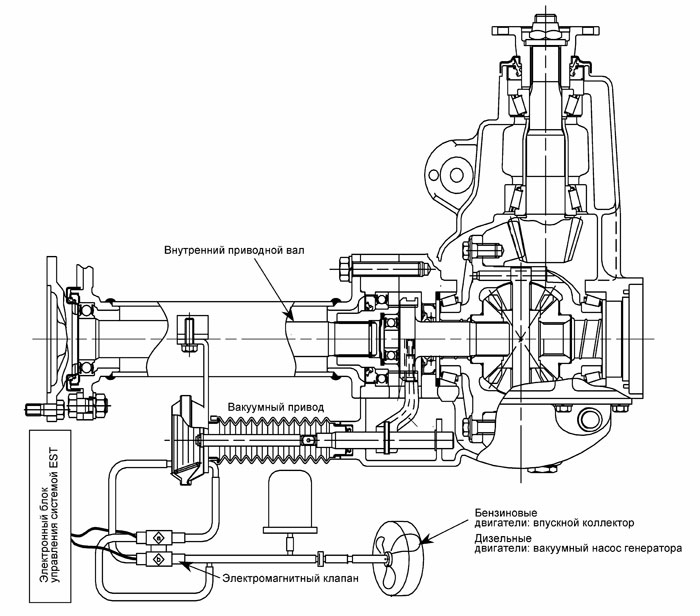 Внутренний приводной вал
Вакуумный привод
Электронный блок
управления системой EST
Бензиновые
двигатели: впускной коллектор
Дизельные
двигатели: вакуумный насос генератора
Электромагнитный клапан